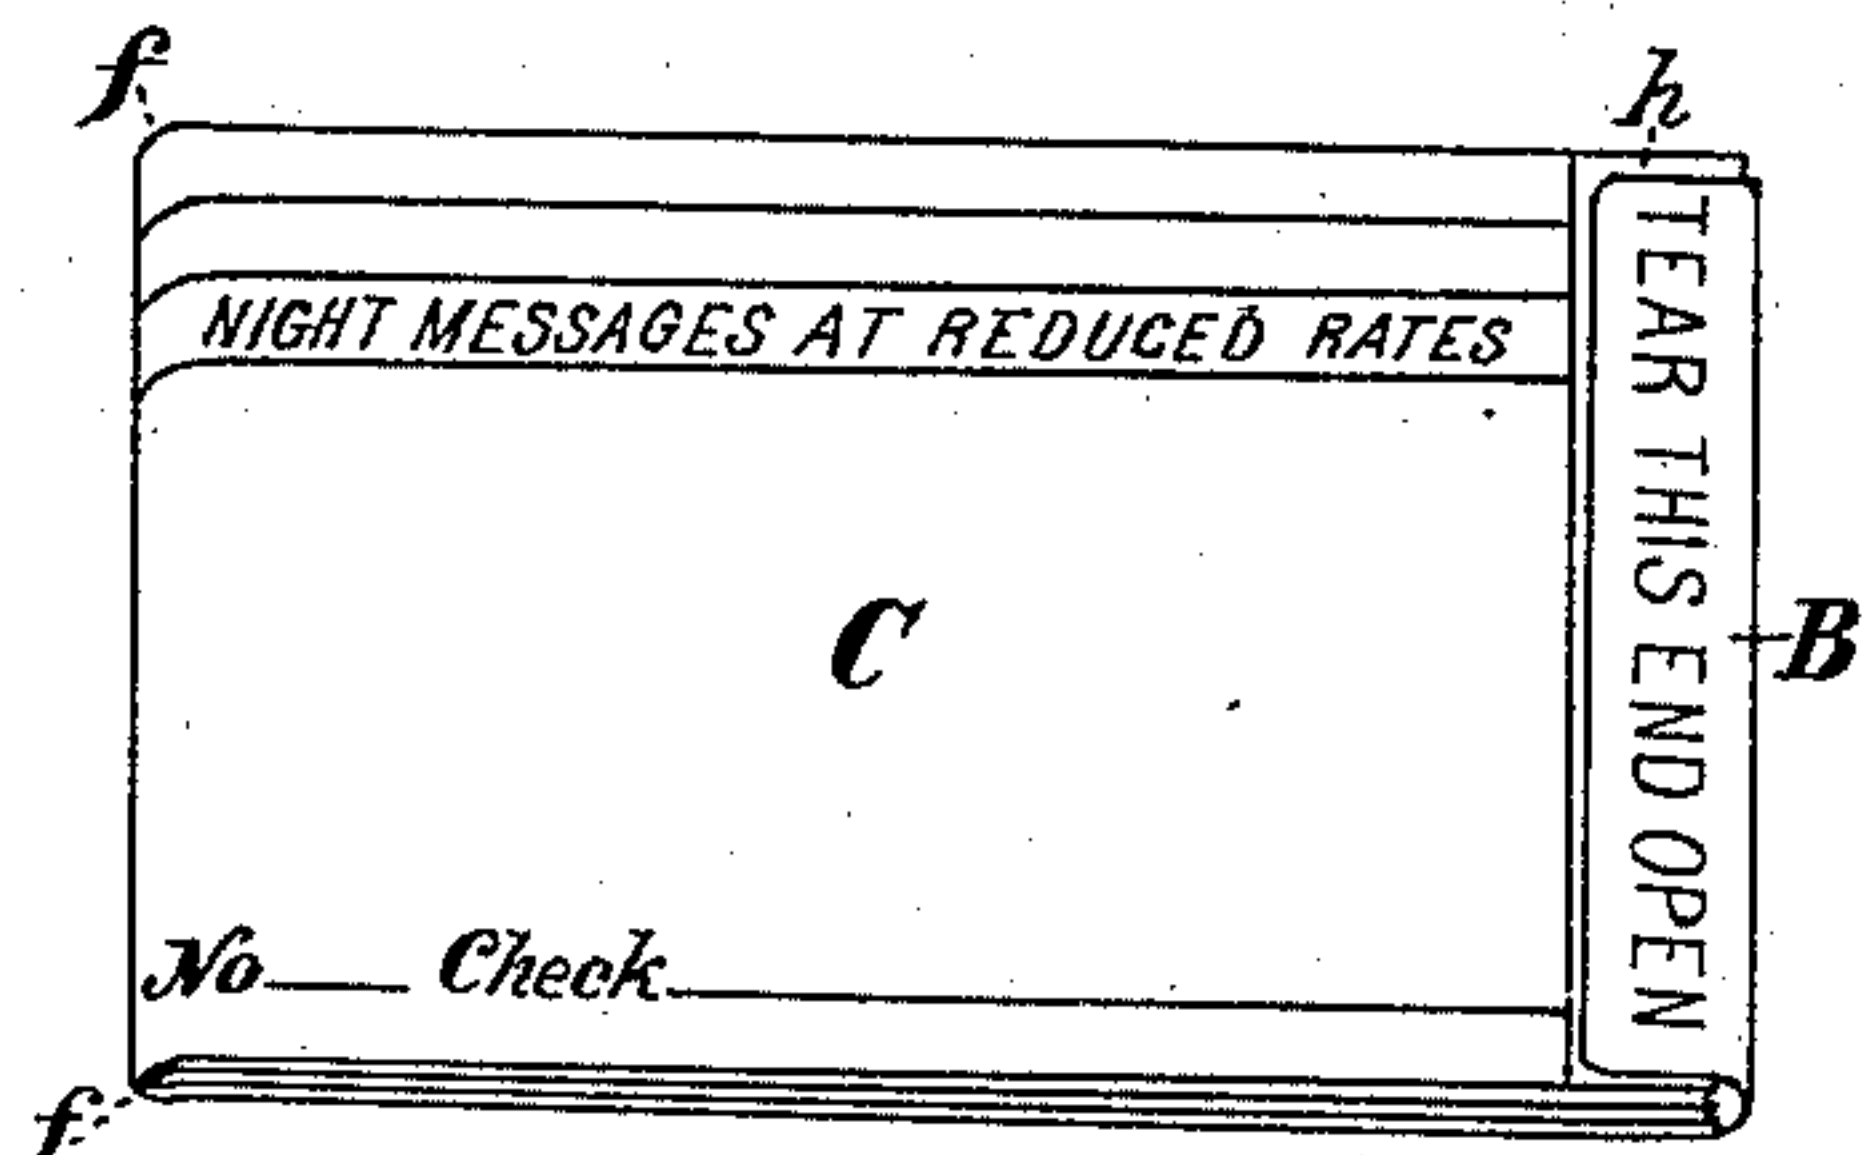 f
h
NIGHT MESSAGES AT REDUCED RATES
TEAR THIS END OPEN
C
B
No Check
f